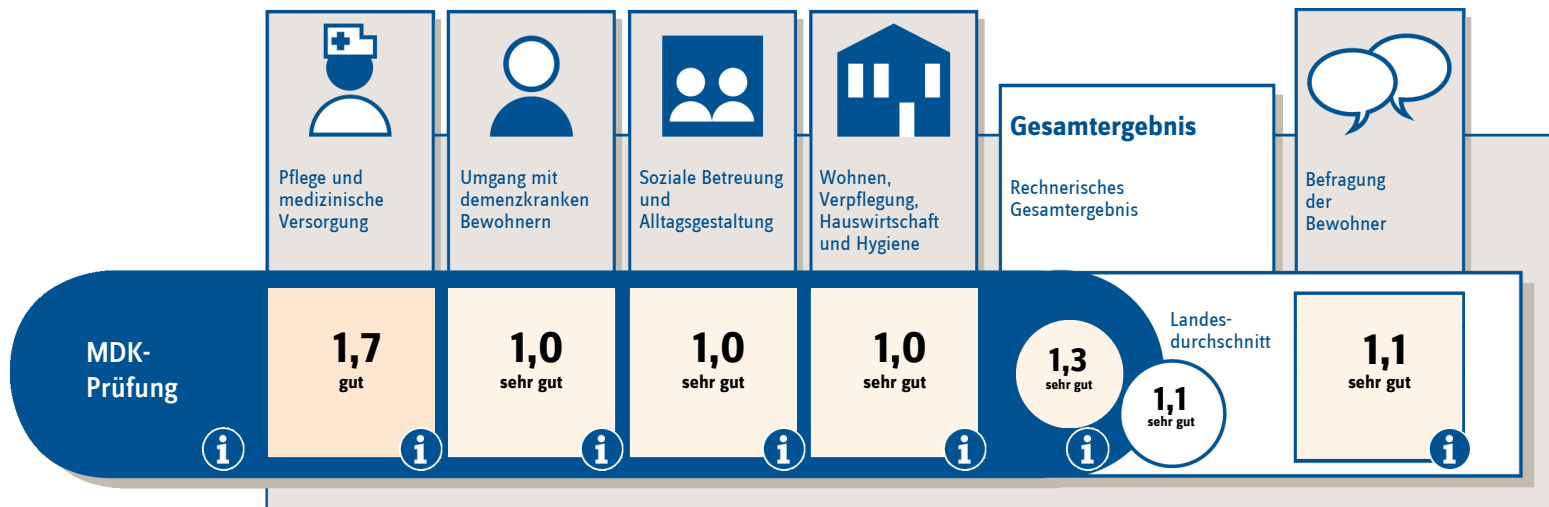 Pflege und
medizinische
Versorgung
Umgang mit
demenzkranken
Bewohnern
Soziale Betreuung
und
Alltagsgestaltung
Wohnen,
Verpflegung,
Hauswirtschaft
und Hygiene
Gesamtergebnis
Rechnerisches
Gesamtergebnis
Befragung
der
Bewohner
MDK-
Prüfung
i
1,7
gut
i
1,0
sehr gut
i
1,0
sehr gut
i
1,0
sehr gut
i
1,3
sehr gut
i
Landes-
durchschnitt
1,1
sehr gut
1,1
sehr gut
i